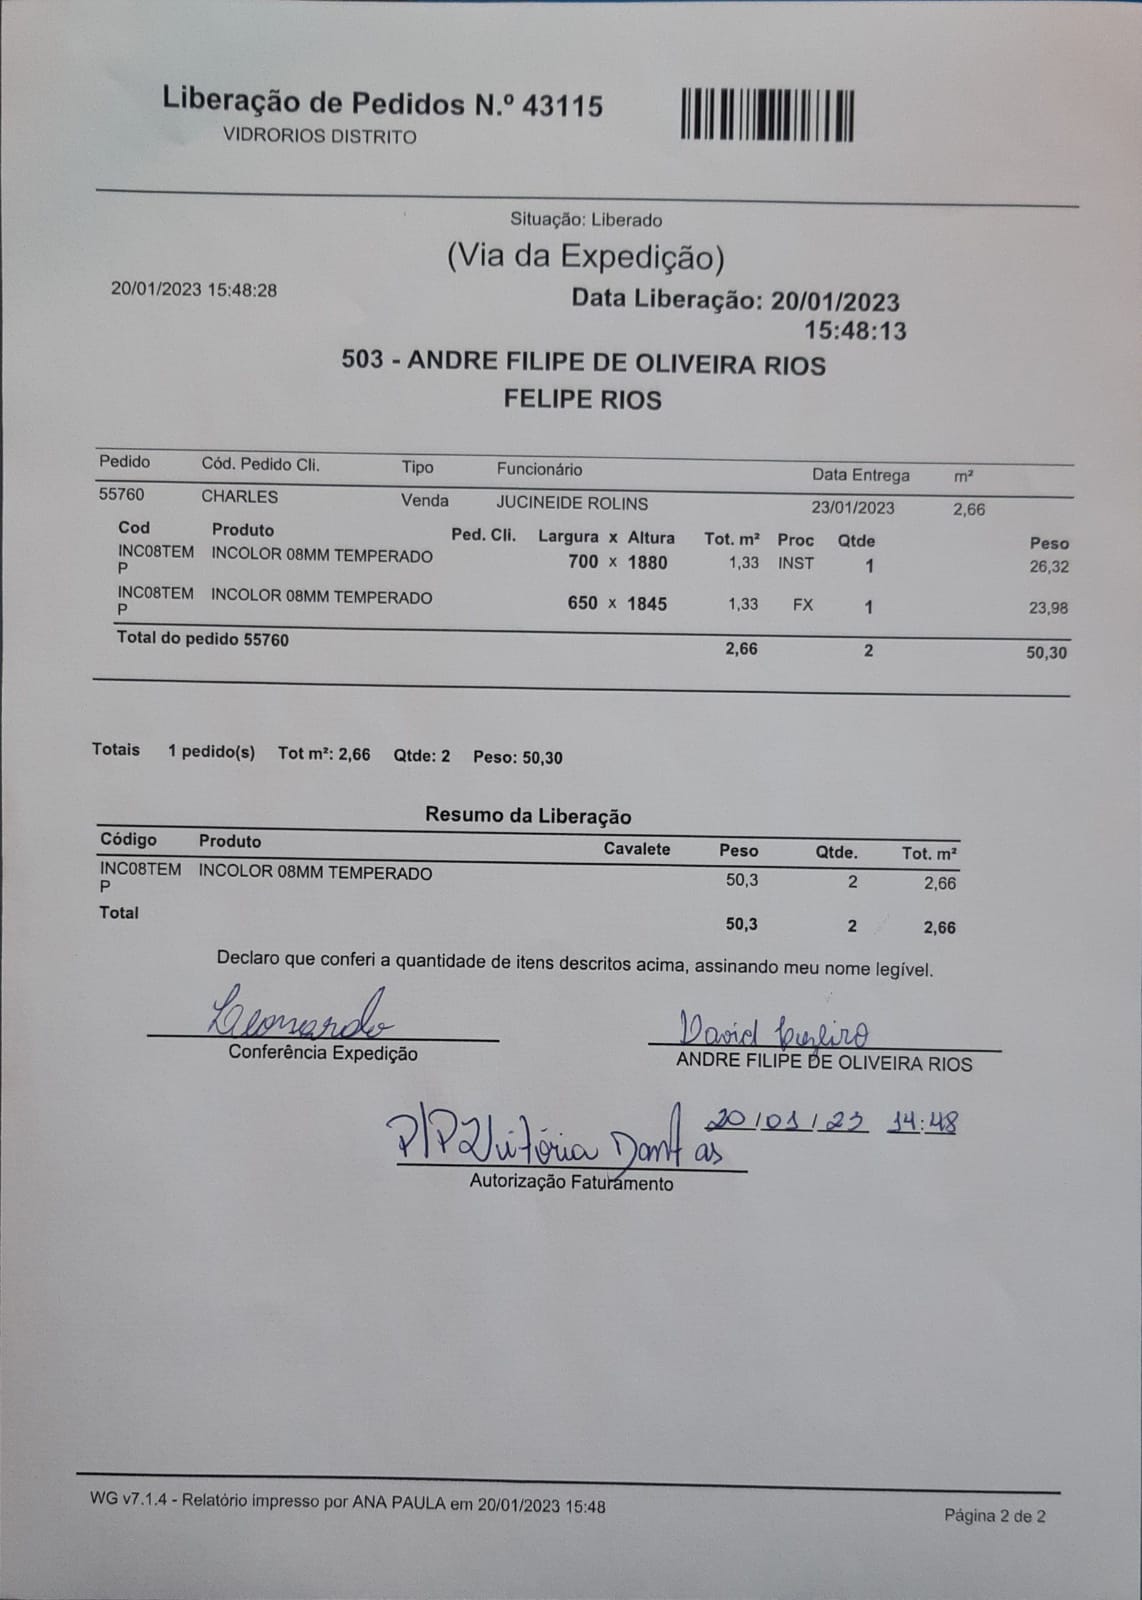 Liberação de Pedidos N.º 43115
VIDRORIOS DISTRITO
Situação: Liberado
(Via da Expedição)
20/01/2023 15:48:28
Data Liberação: 20/01/2023
15:48:13
503 - ANDRE FILIPE DE OLIVEIRA RIOS
FELIPE RIOS
Pedido Cód. Pedido Cli. Tipo Funcionário Data Entrega m²
55760 CHARLES Venda JUCINEIDE ROLINS 23/01/2023 2,66
Cod Produto Ped. Cli. Largura x Altura Tot. m² Proc Qtde Peso
INC08TEM INCOLOR 08MM TEMPERADO 700 x 1880 1,33 INST 1 26,32
P
INC08TEM INCOLOR 08MM TEMPERADO 650 x 1845 1,33 FX 1 23,98
P
Total do pedido 55760 2,66 2 50,30
Totais 1 pedido(s) Tot m²: 2,66 Qtde: 2 Peso: 50,30
Resumo da Liberação
Código Produto Cavalete Peso Qtde. Tot. m²
INC08TEM INCOLOR 08MM TEMPERADO 50,3 2 2,66
P
Total 50,3 2 2,66
Declaro que conferi a quantidade de itens descritos acima, assinando meu nome legível.
Leonardo David
Conferência Expedição ANDRE FILIPE DE OLIVEIRA RIOS
P/P Vitória Dantas 20/01/23 14:48
Autorização Faturamento
WG v7.1.4 - Relatório impresso por ANA PAULA em 20/01/2023 15:48
Página 2 de 2